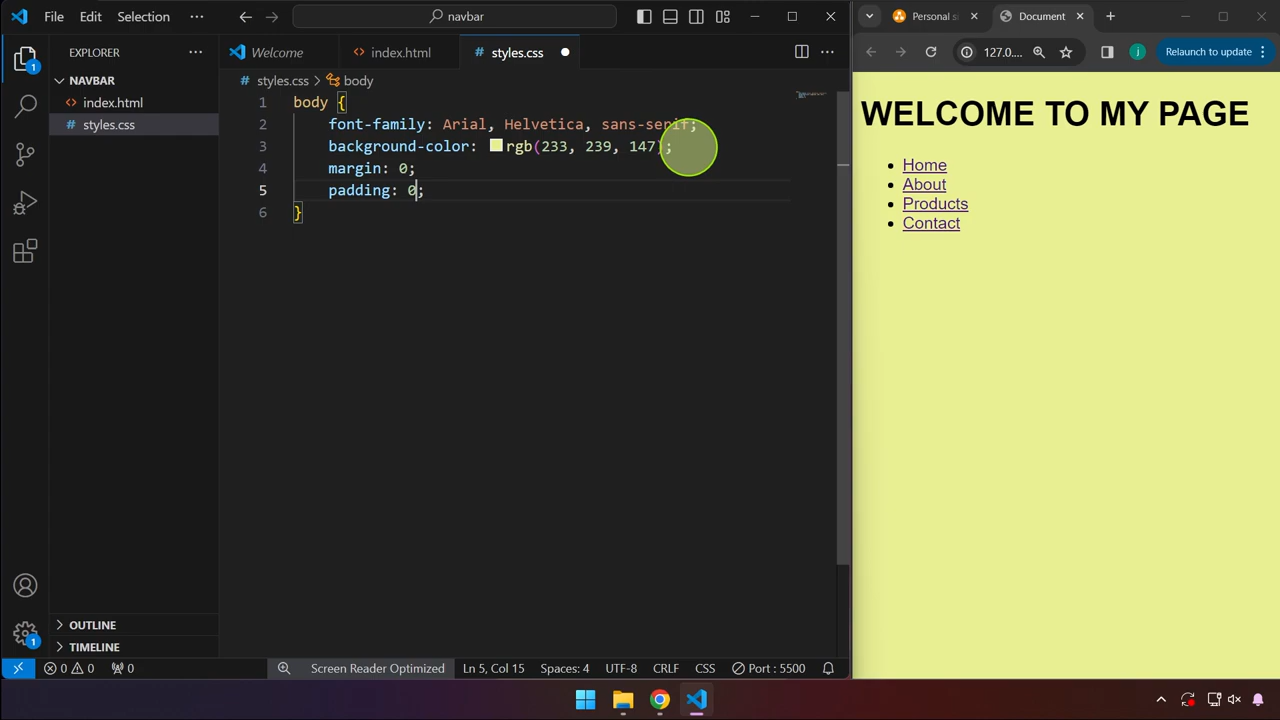 File Edit Selection ··· navbar
Personal s Document
127.0.... j Relaunch to update
EXPLORER ···
NAVBAR
index.html
styles.css
OUTLINE
TIMELINE
Welcome index.html # styles.css
# styles.css > body
1 body {
2 font-family: Arial, Helvetica, sans-serif;
3 background-color: rgb(233, 239, 147);
4 margin: 0;
5 padding: 0;
6 }
WELCOME TO MY PAGE
Home
About
Products
Contact
1
1
0 0 0 Screen Reader Optimized Ln 5, Col 15 Spaces: 4 UTF-8 CRLF CSS Port : 5500